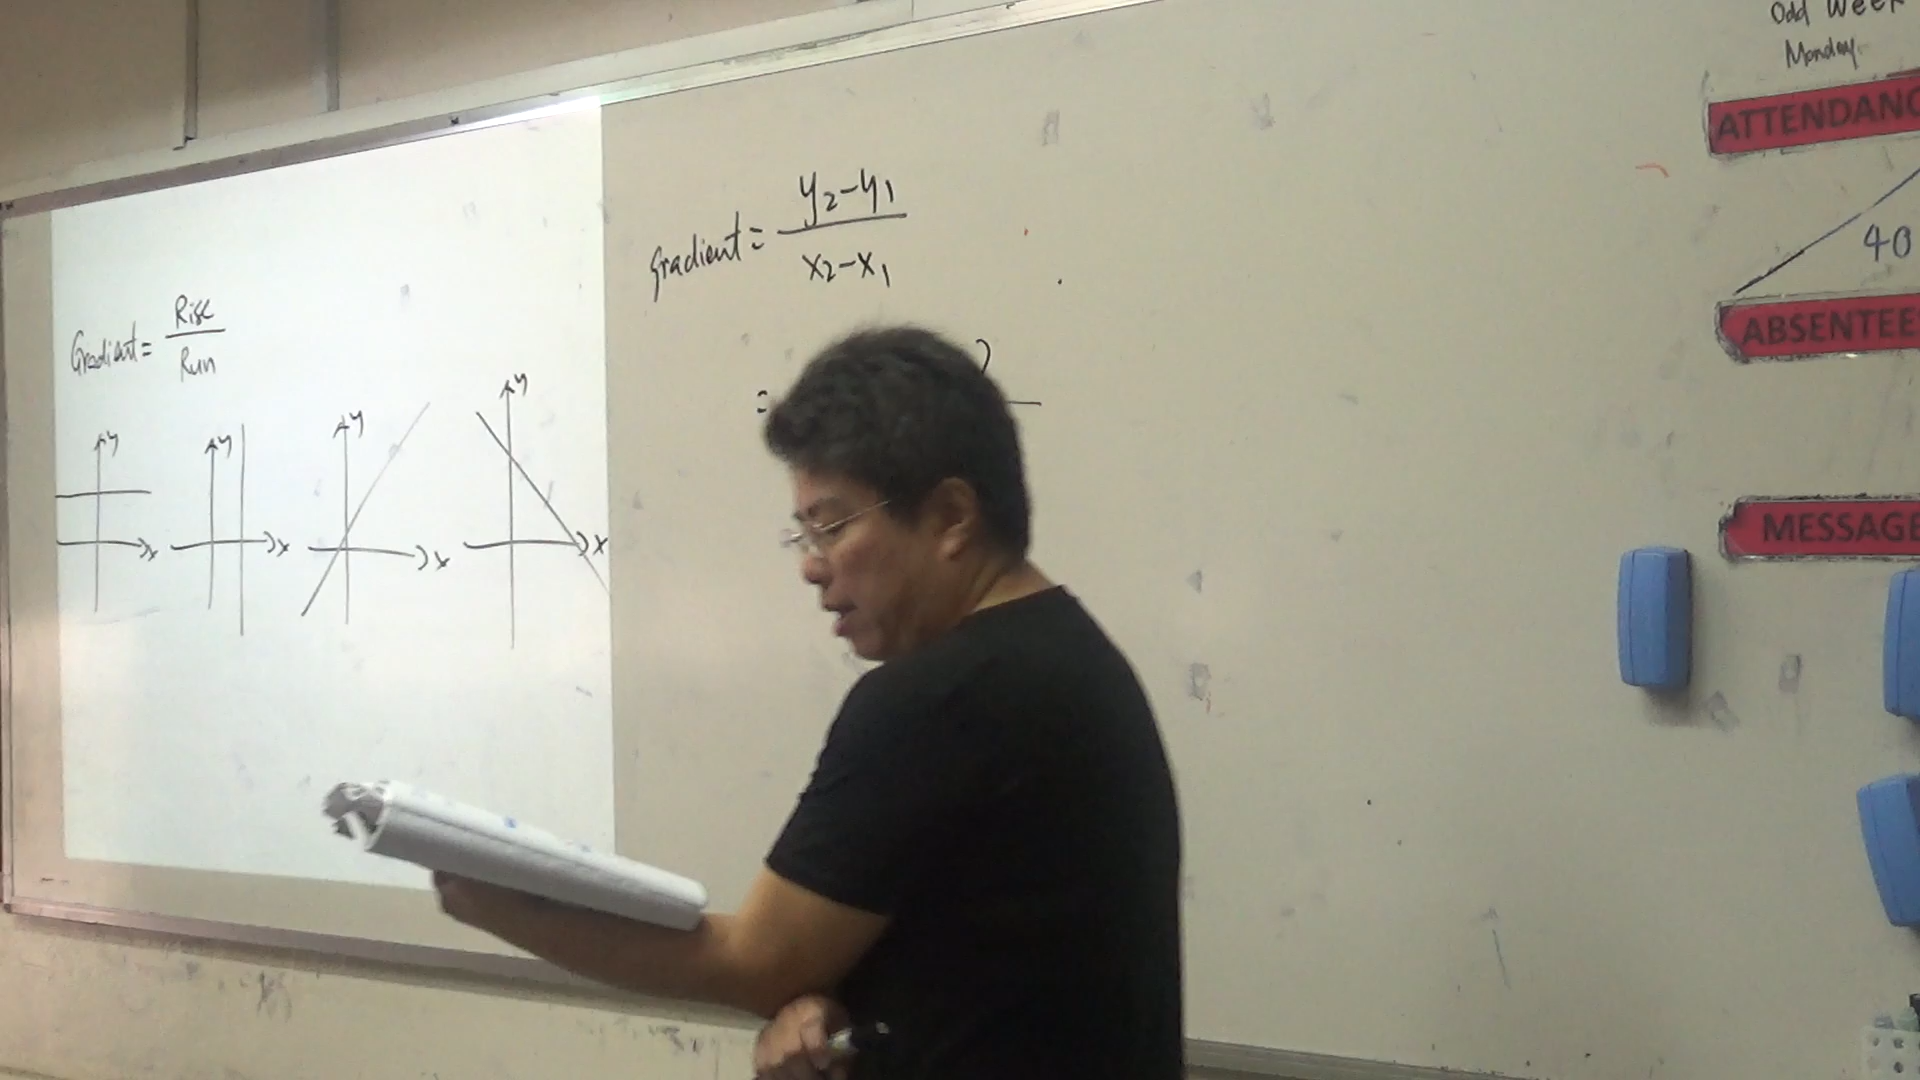 Gradient = Rise
Run
y
x
y
x
y
x
y
x
Gradient = y₂-y₁
x₂-x₁
=
Odd Week
Monday
ATTENDANC
40
ABSENTEE
MESSAGE